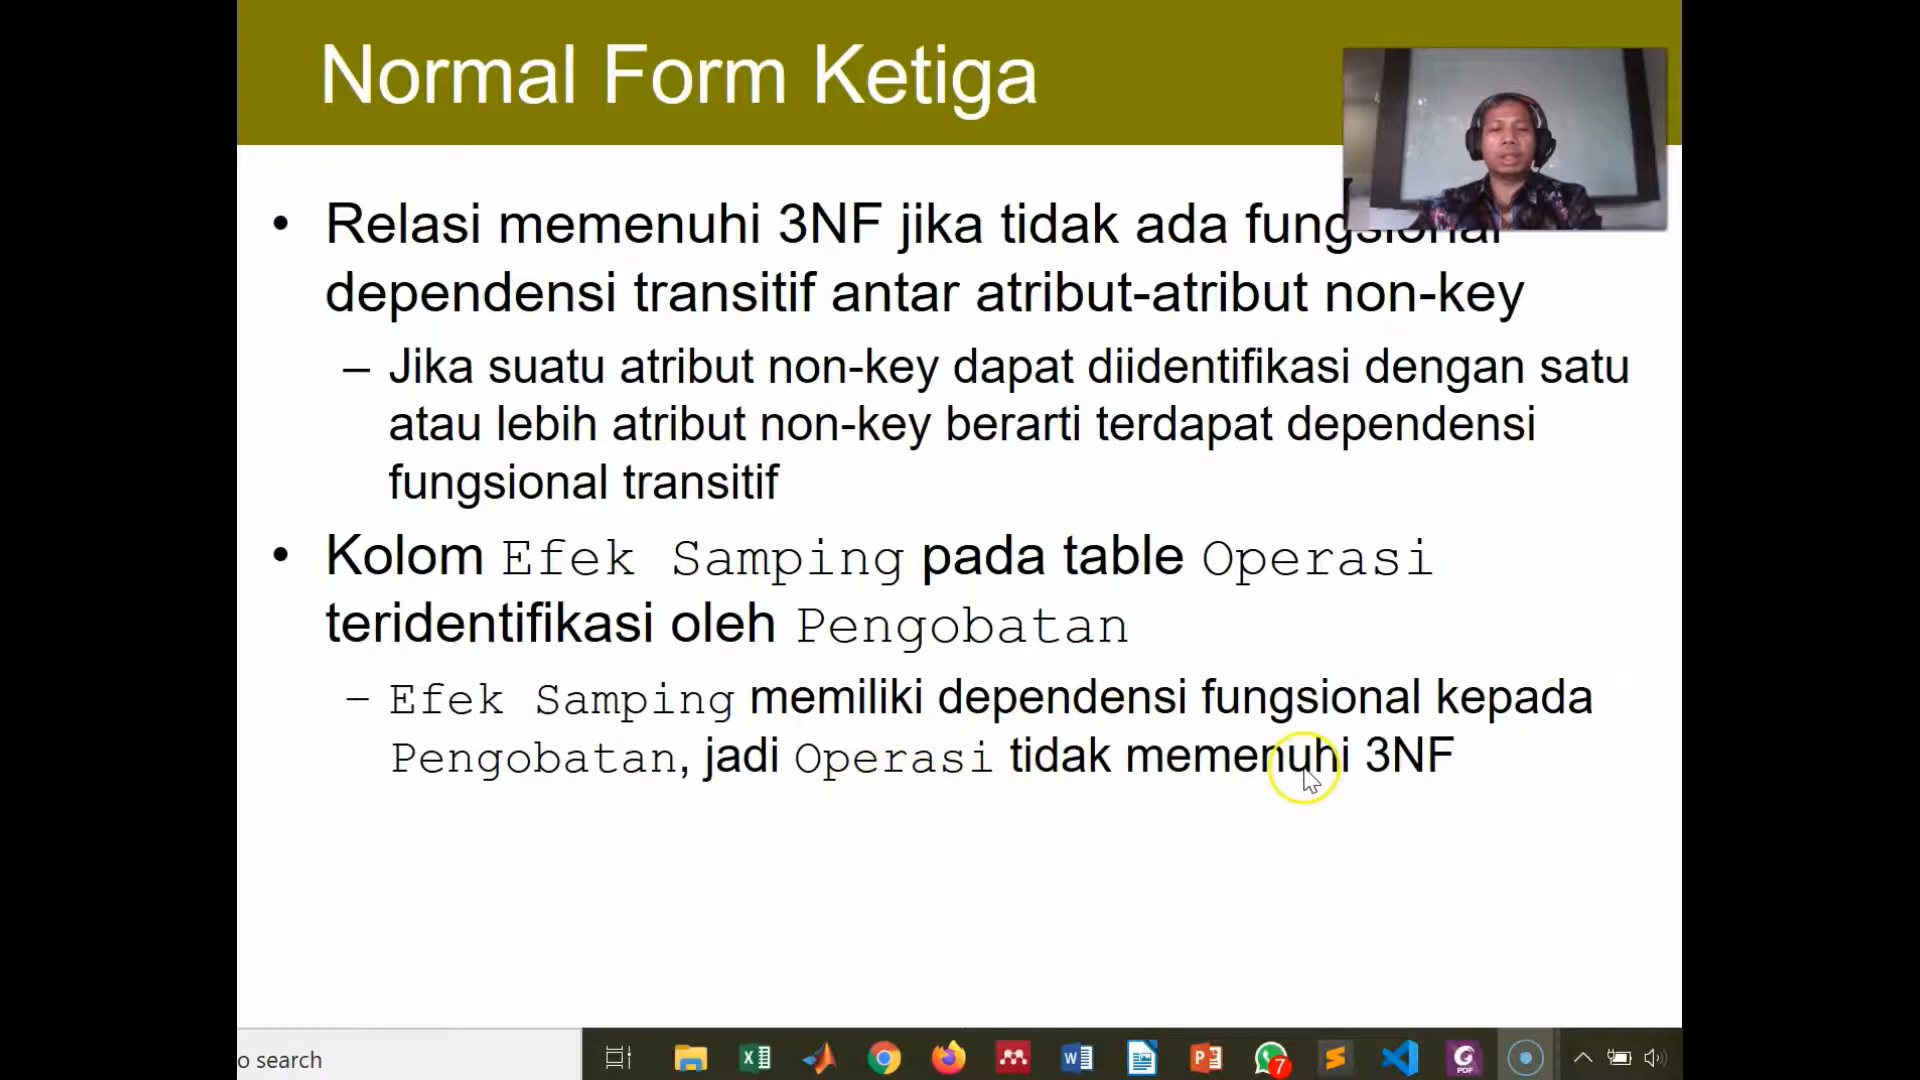 Normal Form Ketiga
• Relasi memenuhi 3NF jika tidak ada fungsional
dependensi transitif antar atribut-atribut non-key
– Jika suatu atribut non-key dapat diidentifikasi dengan satu
atau lebih atribut non-key berarti terdapat dependensi
fungsional transitif
• Kolom Efek Samping pada table Operasi
teridentifikasi oleh Pengobatan
– Efek Samping memiliki dependensi fungsional kepada
Pengobatan, jadi Operasi tidak memenuhi 3NF
o search
7
PDF